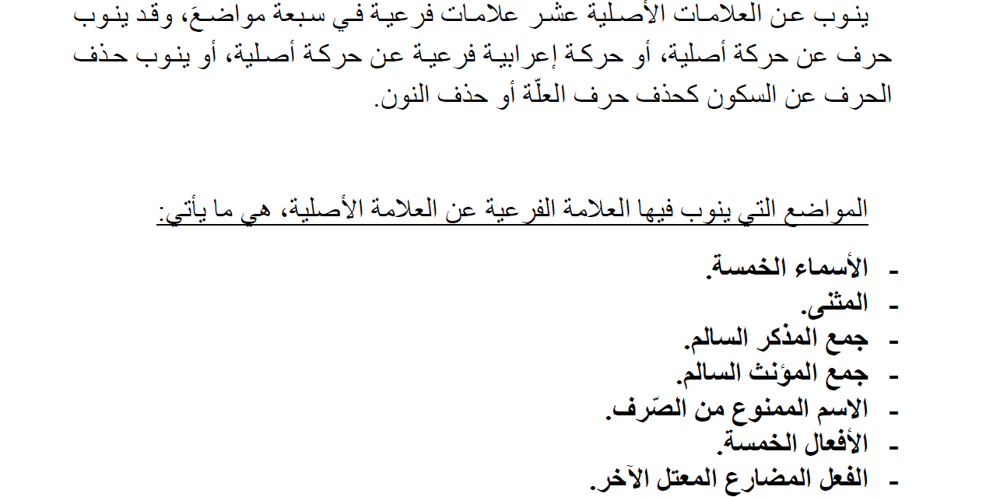 ينوب عن العلامات الأصلية عشر علامات فرعية في سبعة مواضعَ، وقد ينوب
حرف عن حركة أصلية، أو حركة إعرابية فرعية عن حركة أصلية، أو ينوب حذف
الحرف عن السكون كحذف حرف العلّة أو حذف النون.
المواضع التي ينوب فيها العلامة الفرعية عن العلامة الأصلية، هي ما يأتي:
- الأسماء الخمسة.
- المثنى.
- جمع المذكر السالم.
- جمع المؤنث السالم.
- الاسم الممنوع من الصّرف.
- الأفعال الخمسة.
- الفعل المضارع المعتل الآخر.